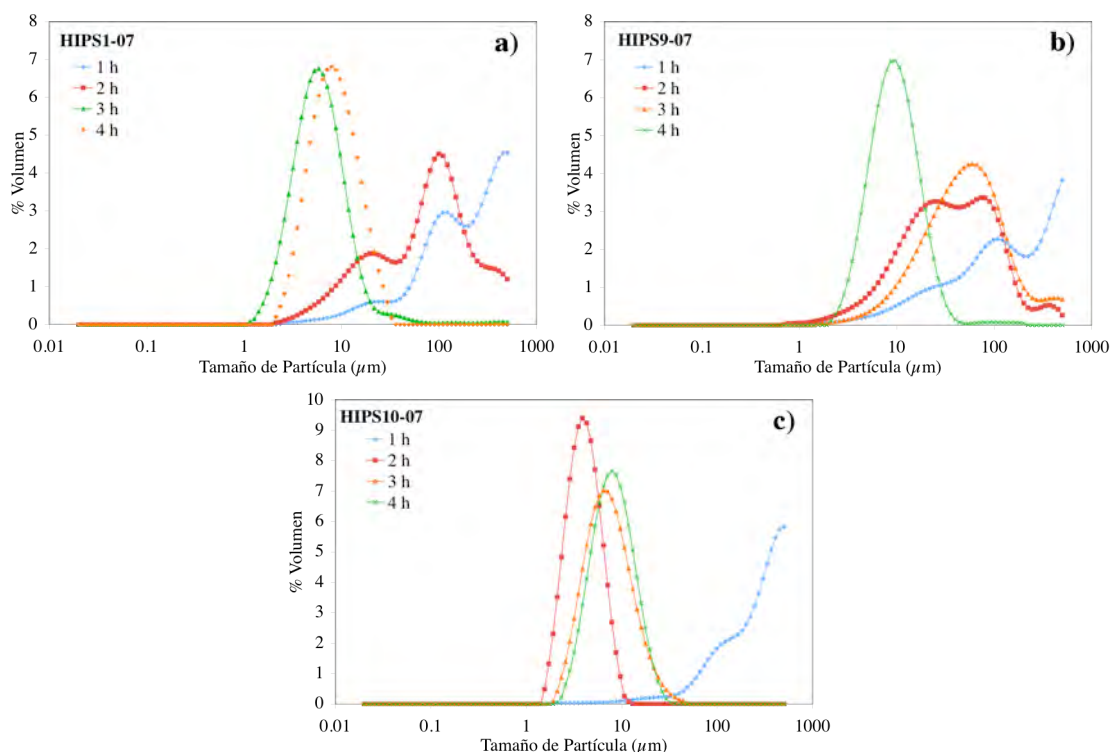 HIPS1-07
a)
1 h
2 h
3 h
4 h
% Volumen
8
7
6
5
4
3
2
1
0
0.01 0.1 1 10 100 1000
Tamaño de Partícula (µm)
HIPS9-07
b)
1 h
2 h
3 h
4 h
% Volumen
8
7
6
5
4
3
2
1
0
0.01 0.1 1 10 100 1000
Tamaño de Partícula (µm)
HIPS10-07
c)
1 h
2 h
3 h
4 h
% Volumen
10
9
8
7
6
5
4
3
2
1
0
0.01 0.1 1 10 100 1000
Tamaño de Partícula (µm)